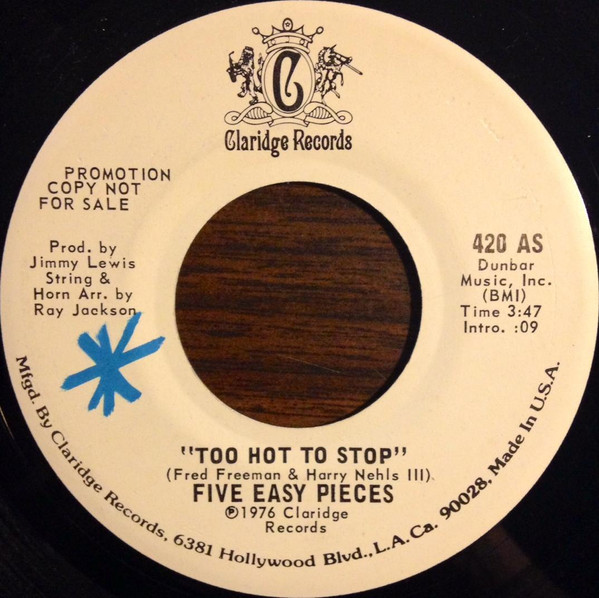 C
Claridge Records
PROMOTION
COPY NOT
FOR SALE
Prod. by
Jimmy Lewis
String &
Horn Arr. by
Ray Jackson
420 AS
Dunbar
Music, Inc.
(BMI)
Time 3:47
Intro. :09
"TOO HOT TO STOP"
(Fred Freeman & Harry Nehls III)
FIVE EASY PIECES
℗1976 Claridge
Records
Mfgd. By Claridge Records, 6381 Hollywood Blvd., L.A. Ca. 90028, Made In U.S.A.